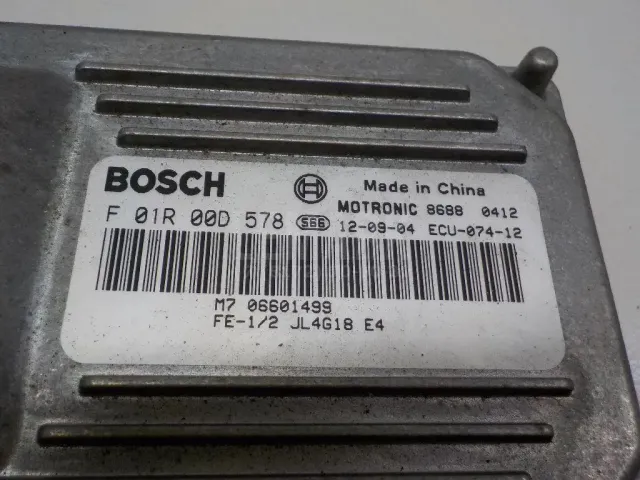 BOSCH Made in China
MOTRONIC 8688 0412
F 01R 00D 578 12-09-04 ECU-074-12
M7 06601499
FE-1/2 JL4G18 E4